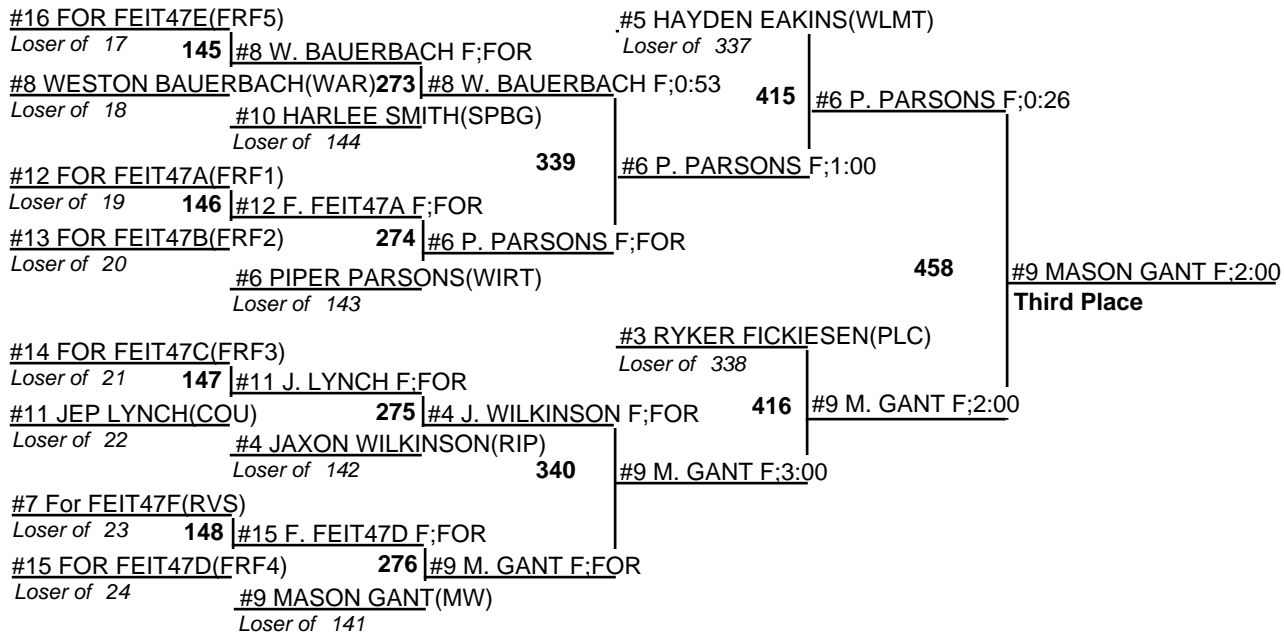 #16 FOR FEIT47E(FRF5)
Loser of 17
145
#8 W. BAUERBACH F;FOR
#8 WESTON BAUERBACH(WAR)
Loser of 18
273
#8 W. BAUERBACH F;0:53
#10 HARLEE SMITH(SPBG)
Loser of 144
339
#12 FOR FEIT47A(FRF1)
Loser of 19
146
#12 F. FEIT47A F;FOR
#13 FOR FEIT47B(FRF2)
Loser of 20
274
#6 P. PARSONS F;FOR
#6 PIPER PARSONS(WIRT)
Loser of 143
#5 HAYDEN EAKINS(WLMT)
Loser of 337
415
#6 P. PARSONS F;0:26
#6 P. PARSONS F;1:00
458
#9 MASON GANT F;2:00
Third Place
#14 FOR FEIT47C(FRF3)
Loser of 21
147
#11 J. LYNCH F;FOR
#11 JEP LYNCH(COU)
Loser of 22
275
#4 J. WILKINSON F;FOR
#4 JAXON WILKINSON(RIP)
Loser of 142
340
#7 For FEIT47F(RVS)
Loser of 23
148
#15 F. FEIT47D F;FOR
#15 FOR FEIT47D(FRF4)
Loser of 24
276
#9 M. GANT F;FOR
#9 MASON GANT(MW)
Loser of 141
#3 RYKER FICKIESEN(PLC)
Loser of 338
416
#9 M. GANT F;2:00
#9 M. GANT F;3:00